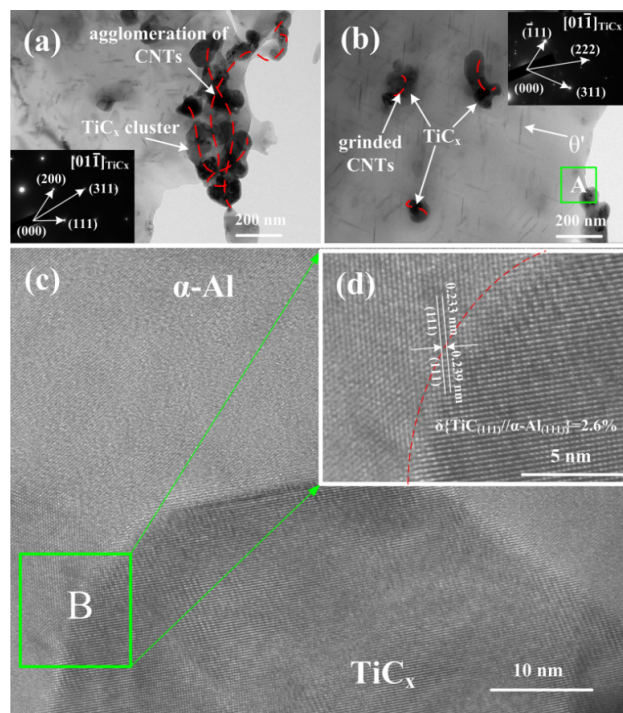 (a)
agglomeration of
CNTs
TiCₓ cluster
[011̄]TiCx
(200)
(311)
(111)
(000)
200 nm
(b)
[011̄]TiCx
(1̄11)
(222)
(311)
(000)
grinded
CNTs
TiCₓ
θ'
A
200 nm
(c)
α-Al
B
TiCₓ
10 nm
(d)
0.233 nm
(111)
0.239 nm
(111)
δ{TiC(111)//α-Al(111)}=2.6%
5 nm